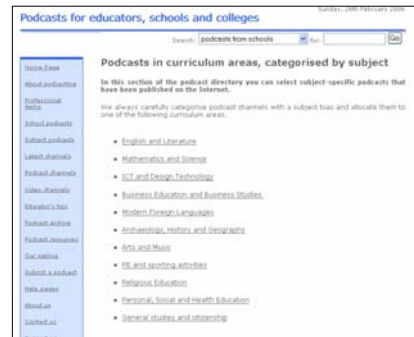 Sunday, 26th February 2006
Podcasts for educators, schools and colleges
Search: podcasts from schools for: Go
Home Page
About podcasting
Professional items
School podcasts
Subject podcasts
Latest channels
Podcast channels
Video channels
Educator's tips
Podcast archive
Podcast resources
Our weblog
Submit a podcast
Help pages
About us
Contact us
Podcasts in curriculum areas, categorised by subject
In this section of the podcast directory you can select subject-specific podcasts that
have been published on the Internet.
We always carefully categorise podcast channels with a subject bias and allocate them to
one of the following curriculum areas.
English and Literature
Mathematics and Science
ICT and Design Technology
Business Education and Business Studies
Modern Foreign Languages
Archaeology, History and Geography
Arts and Music
PE and sporting activities
Religious Education
Personal, Social and Health Education
General studies and citizenship